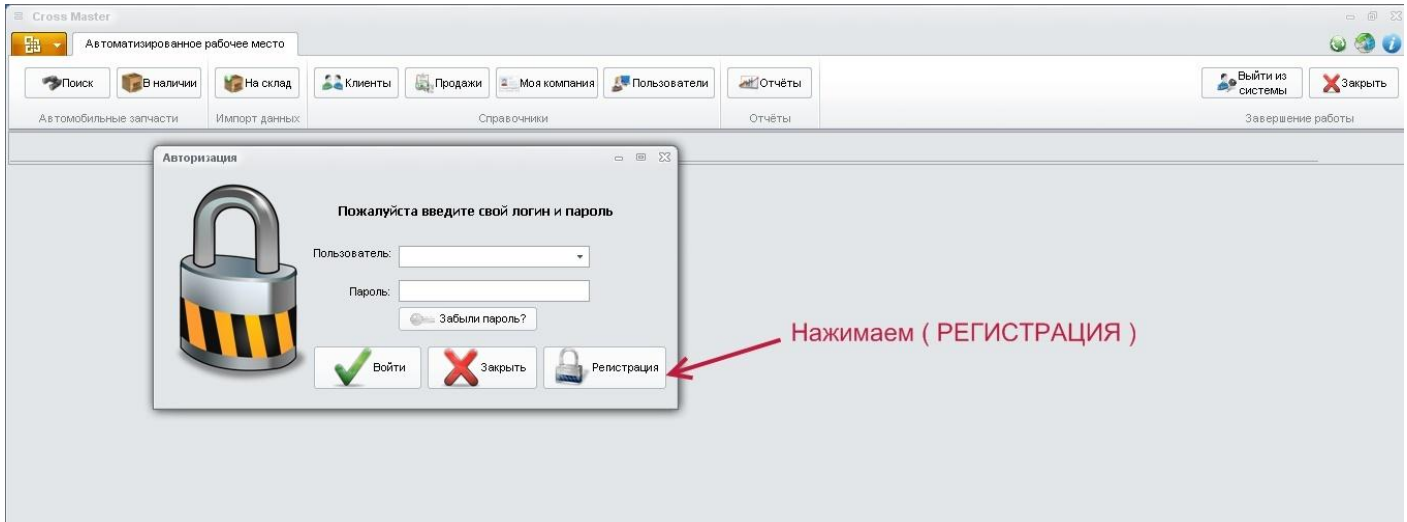 Cross Master
Автоматизированное рабочее место
Поиск
В наличии
На склад
Клиенты
Продажи
Моя компания
Пользователи
Отчёты
Выйти из
системы
Закрыть
Автомобильные запчасти
Импорт данных
Справочники
Отчёты
Завершение работы
Авторизация
Пожалуйста введите свой логин и пароль
Пользователь:
Пароль:
Забыли пароль?
Войти
Закрыть
Регистрация
Нажимаем ( РЕГИСТРАЦИЯ )